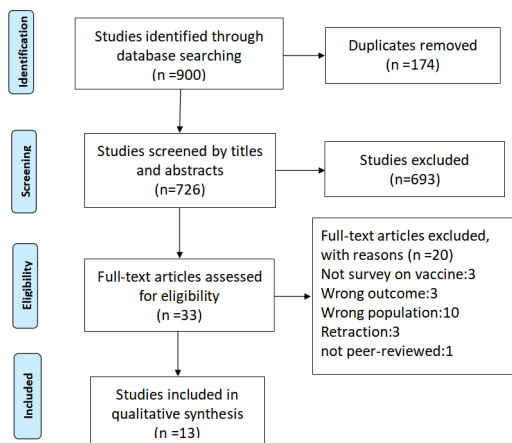 Identification
Studies identified through
database searching
(n =900)
Duplicates removed
(n =174)
Screening
Studies screened by titles
and abstracts
(n=726)
Studies excluded
(n=693)
Eligibility
Full-text articles assessed
for eligibility
(n =33)
Full-text articles excluded,
with reasons (n =20)
Not survey on vaccine:3
Wrong outcome:3
Wrong population:10
Retraction:3
not peer-reviewed:1
Included
Studies included in
qualitative synthesis
(n =13)